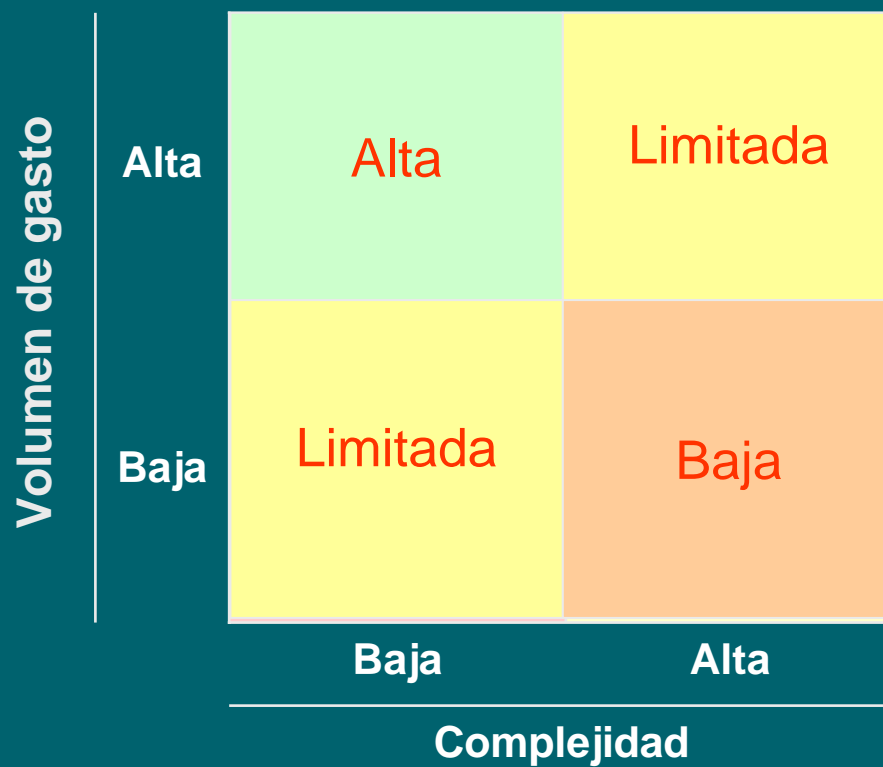 Volumen de gasto
Alta
Alta
Limitada
Baja
Limitada
Baja
Baja
Alta
Complejidad